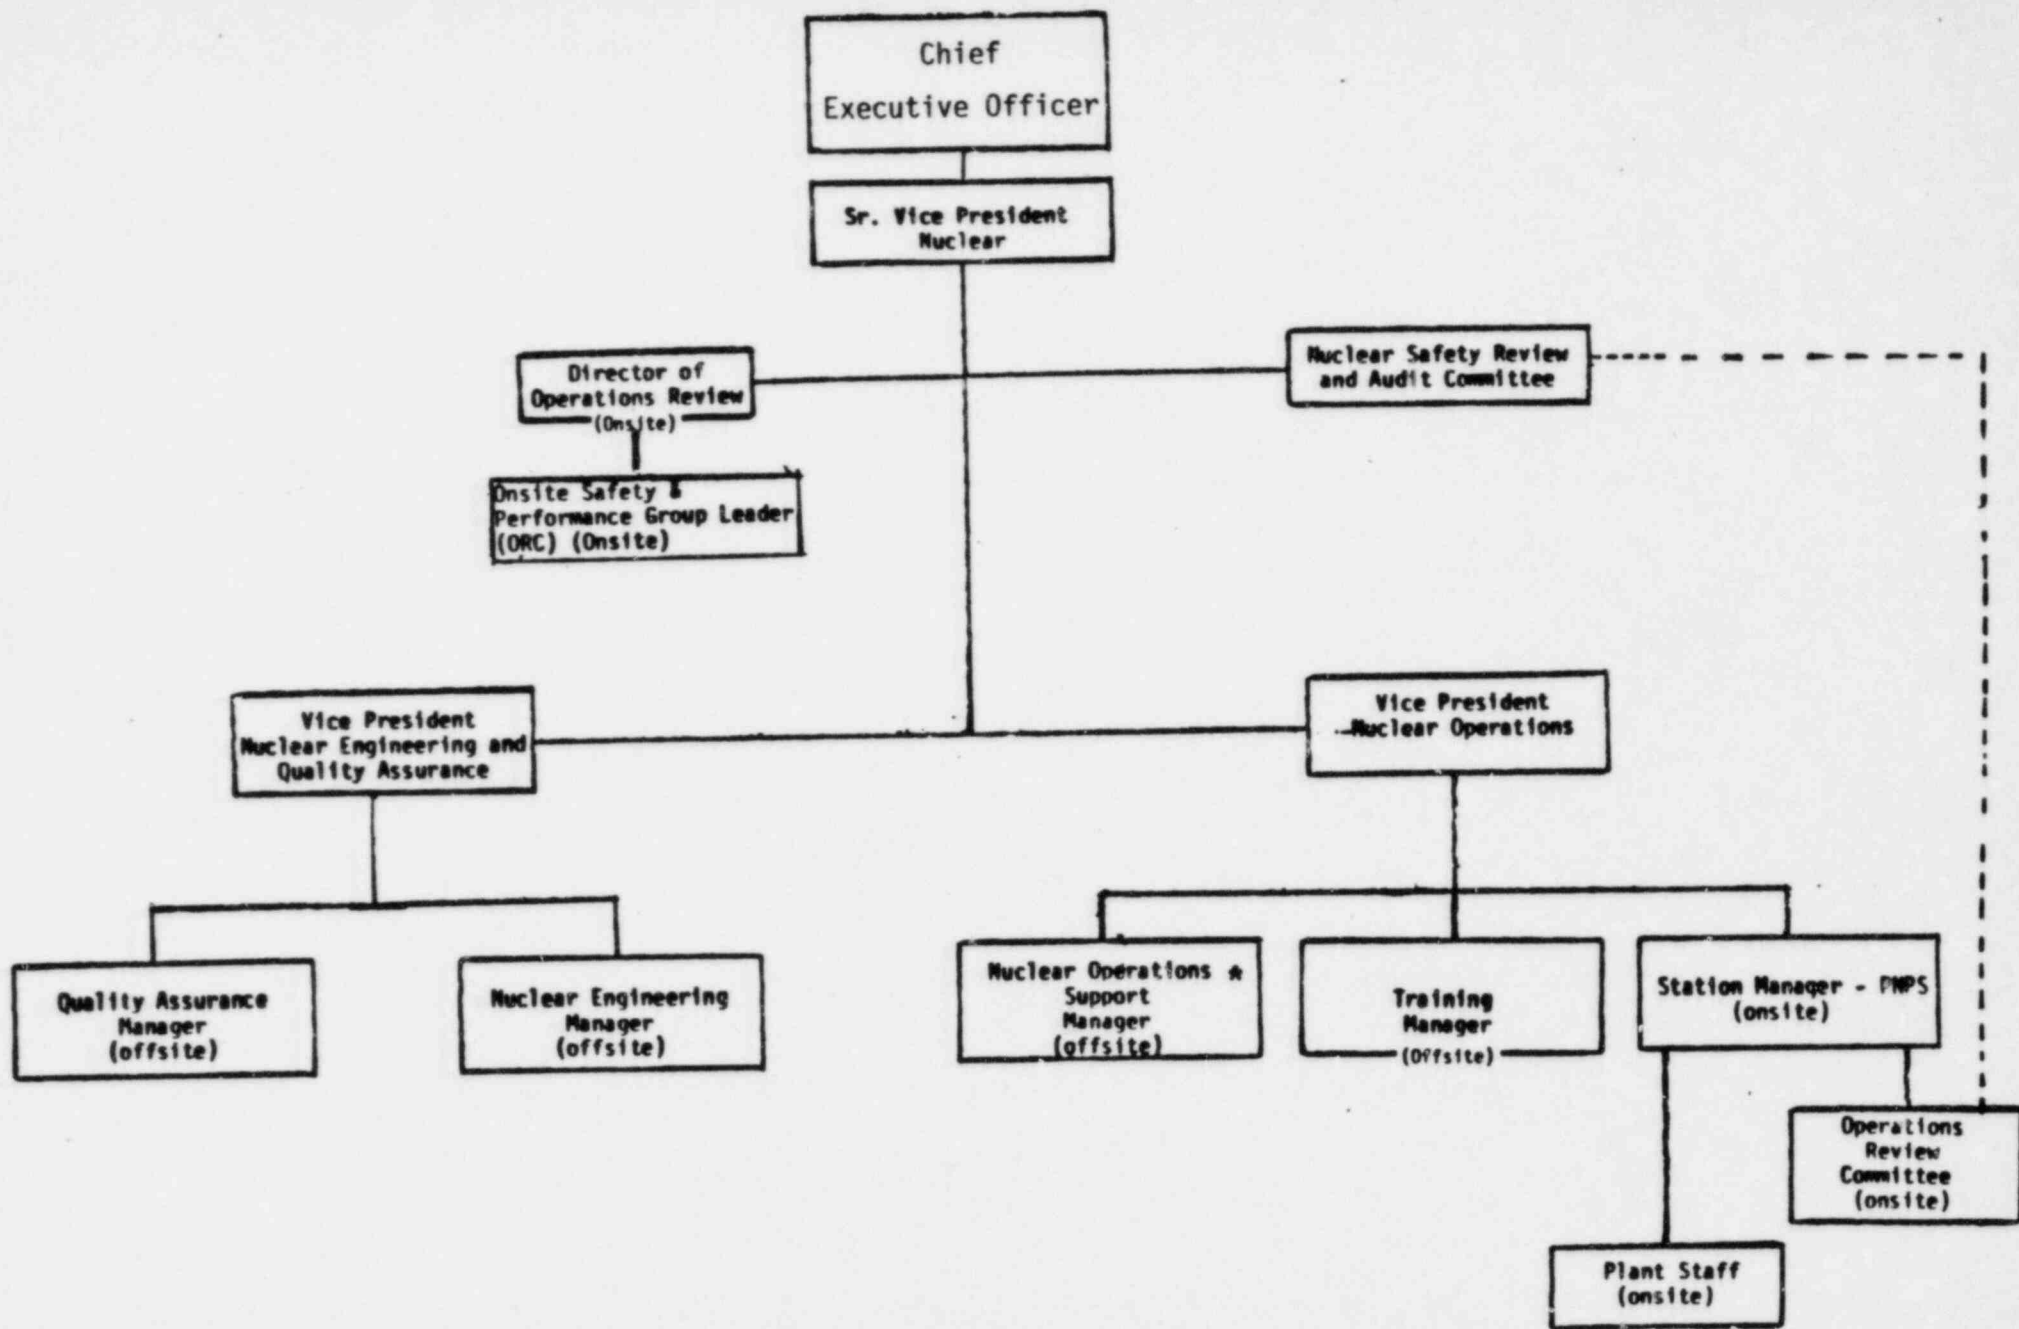 Chief
Executive Officer
Sr. Vice President
Nuclear
Director of
Operations Review
(Onsite)
Nuclear Safety Review
and Audit Committee
Onsite Safety &
Performance Group Leader
(ORC) (Onsite)
Vice President
Nuclear Engineering and
Quality Assurance
Vice President
Nuclear Operations
Quality Assurance
Manager
(offsite)
Nuclear Engineering
Manager
(offsite)
Nuclear Operations *
Support
Manager
(offsite)
Training
Manager
(Offsite)
Station Manager - PNPS
(onsite)
Operations
Review
Committee
(onsite)
Plant Staff
(onsite)